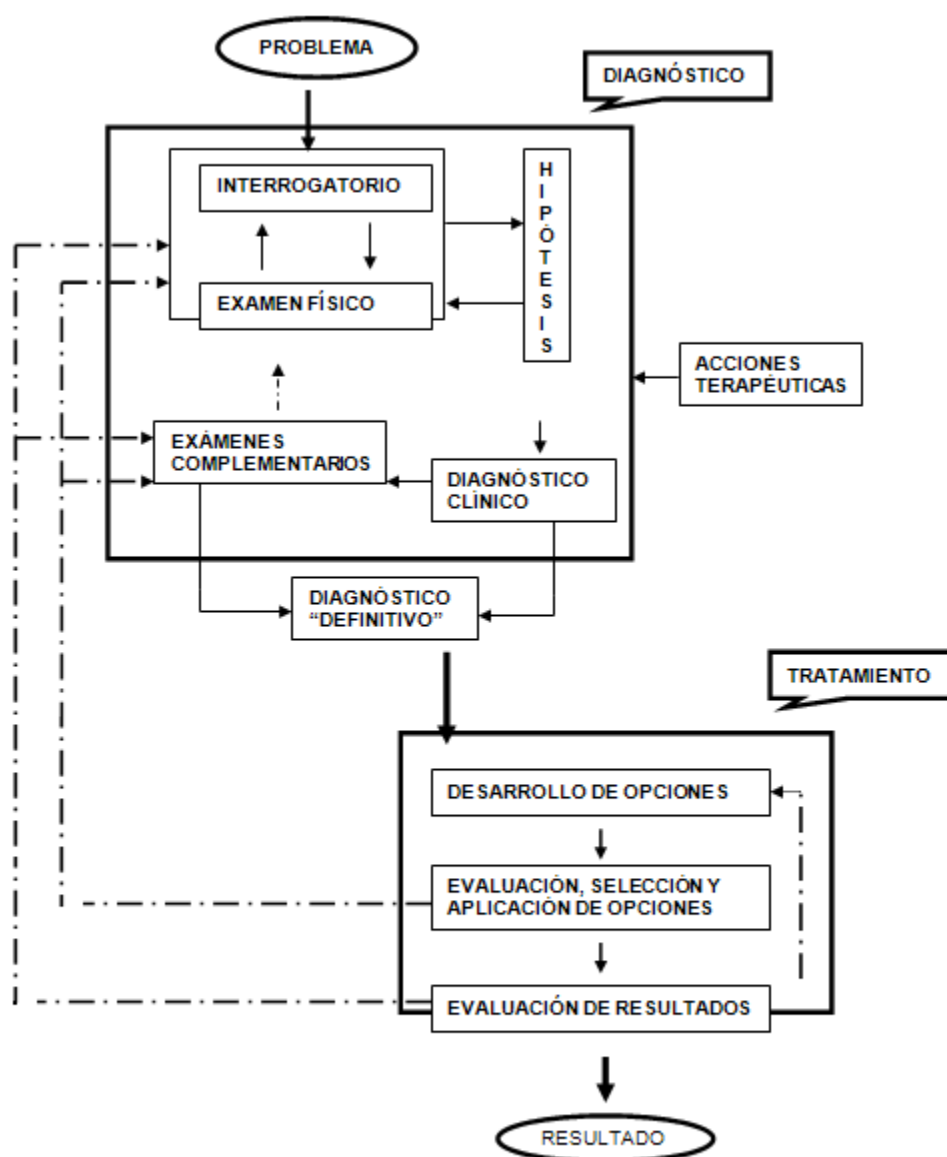 PROBLEMA
DIAGNÓSTICO
INTERROGATORIO
HIPÓTESIS
EXAMEN FÍSICO
ACCIONES
TERAPÉUTICAS
EXÁMENES
COMPLEMENTARIOS
DIAGNÓSTICO
CLÍNICO
DIAGNÓSTICO
“DEFINITIVO”
TRATAMIENTO
DESARROLLO DE OPCIONES
EVALUACIÓN, SELECCIÓN Y
APLICACIÓN DE OPCIONES
EVALUACIÓN DE RESULTADOS
RESULTADO